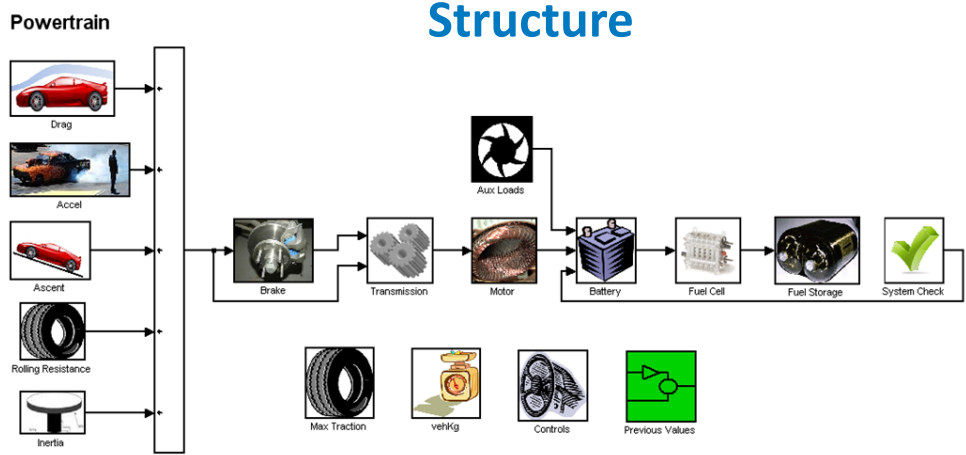 Structure
Powertrain
Drag
Accel
Ascent
Rolling Resistance
Inertia
Aux Loads
Brake
Transmission
Motor
Battery
Fuel Cell
Fuel Storage
System Check
Max Traction
vehKg
Controls
Previous Values